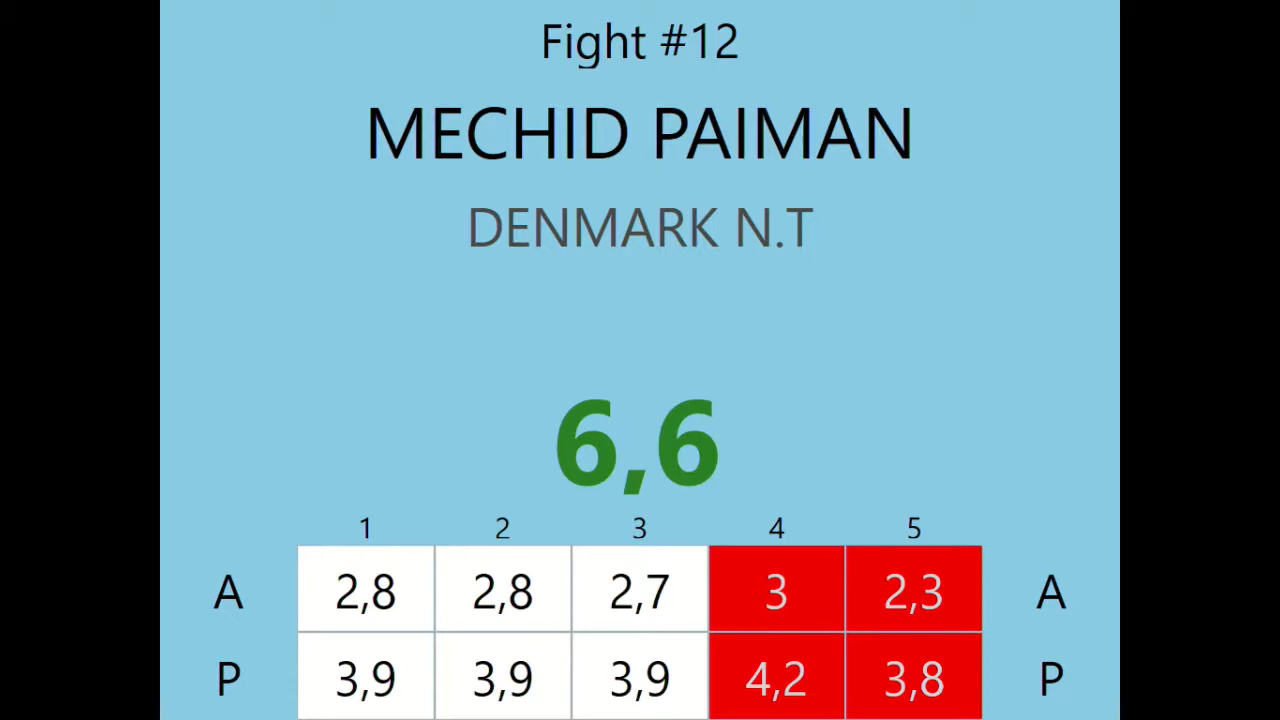 Fight #12
MECHID PAIMAN
DENMARK N.T
6,6
1 2 3 4 5
A 2,8 2,8 2,7 3 2,3 A
P 3,9 3,9 3,9 4,2 3,8 P